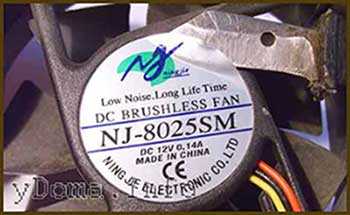 NJ
ningjie
Low Noise.Long Life Time
DC BRUSHLESS FAN
NJ-8025SM
DC 12V 0.14A
MADE IN CHINA
CE
NING JIE ELECTRONIC CO.,LTD